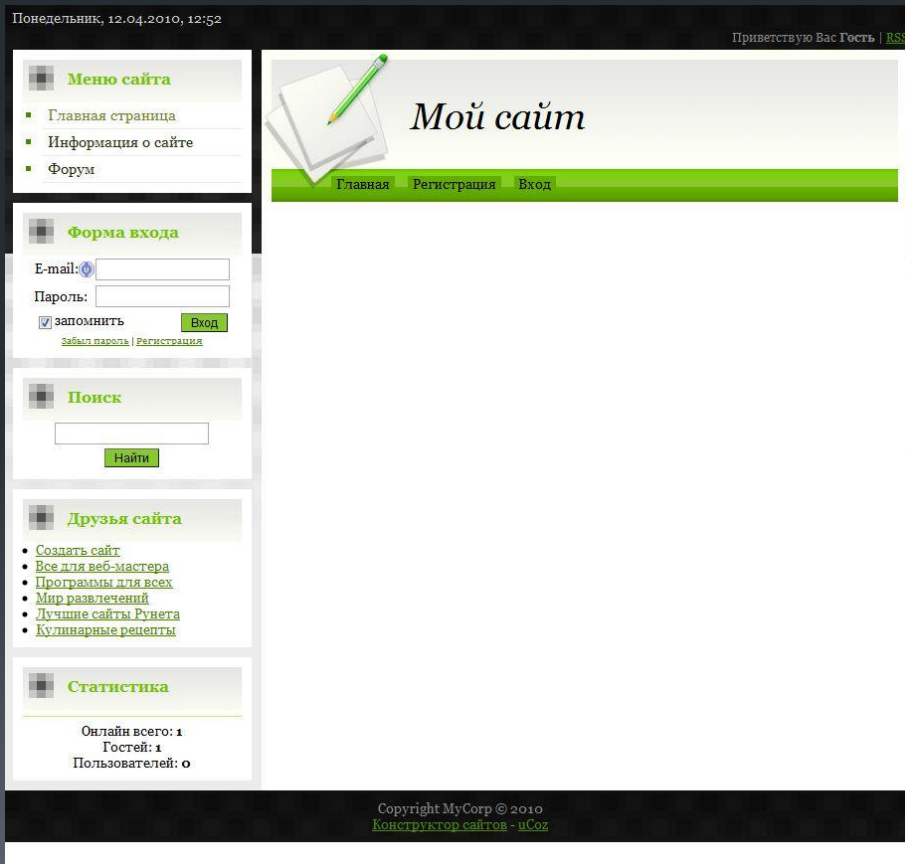 Понедельник, 12.04.2010, 12:52
Приветствую Вас Гость | RSS
Меню сайта
Главная страница
Информация о сайте
Форум
Форма входа
E-mail:
Пароль:
запомнить Вход
Забыл пароль | Регистрация
Поиск
Найти
Друзья сайта
Создать сайт
Все для веб-мастера
Программы для всех
Мир развлечений
Лучшие сайты Рунета
Кулинарные рецепты
Статистика
Онлайн всего: 1
Гостей: 1
Пользователей: 0
Мой сайт
Главная Регистрация Вход
Copyright MyCorp © 2010
Конструктор сайтов - uCoz